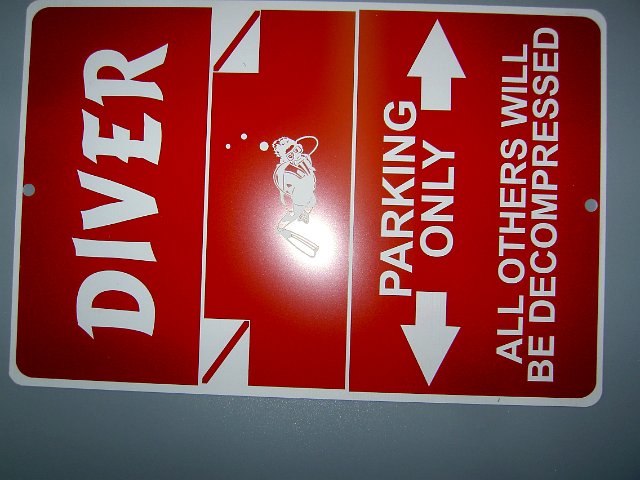 DIVER
PARKING
ONLY
ALL OTHERS WILL
BE DECOMPRESSED